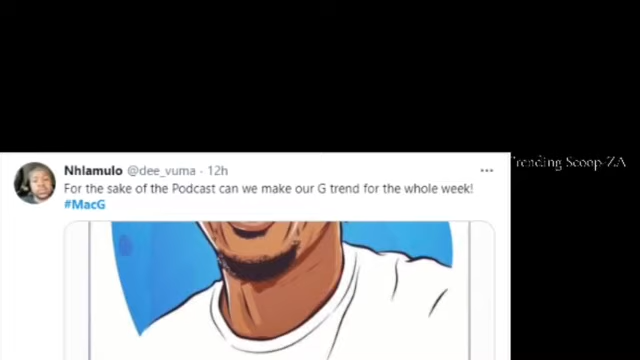 Nhlamulo @dee_vuma · 12h
For the sake of the Podcast can we make our G trend for the whole week!
#MacG
Trending Scoop-ZA